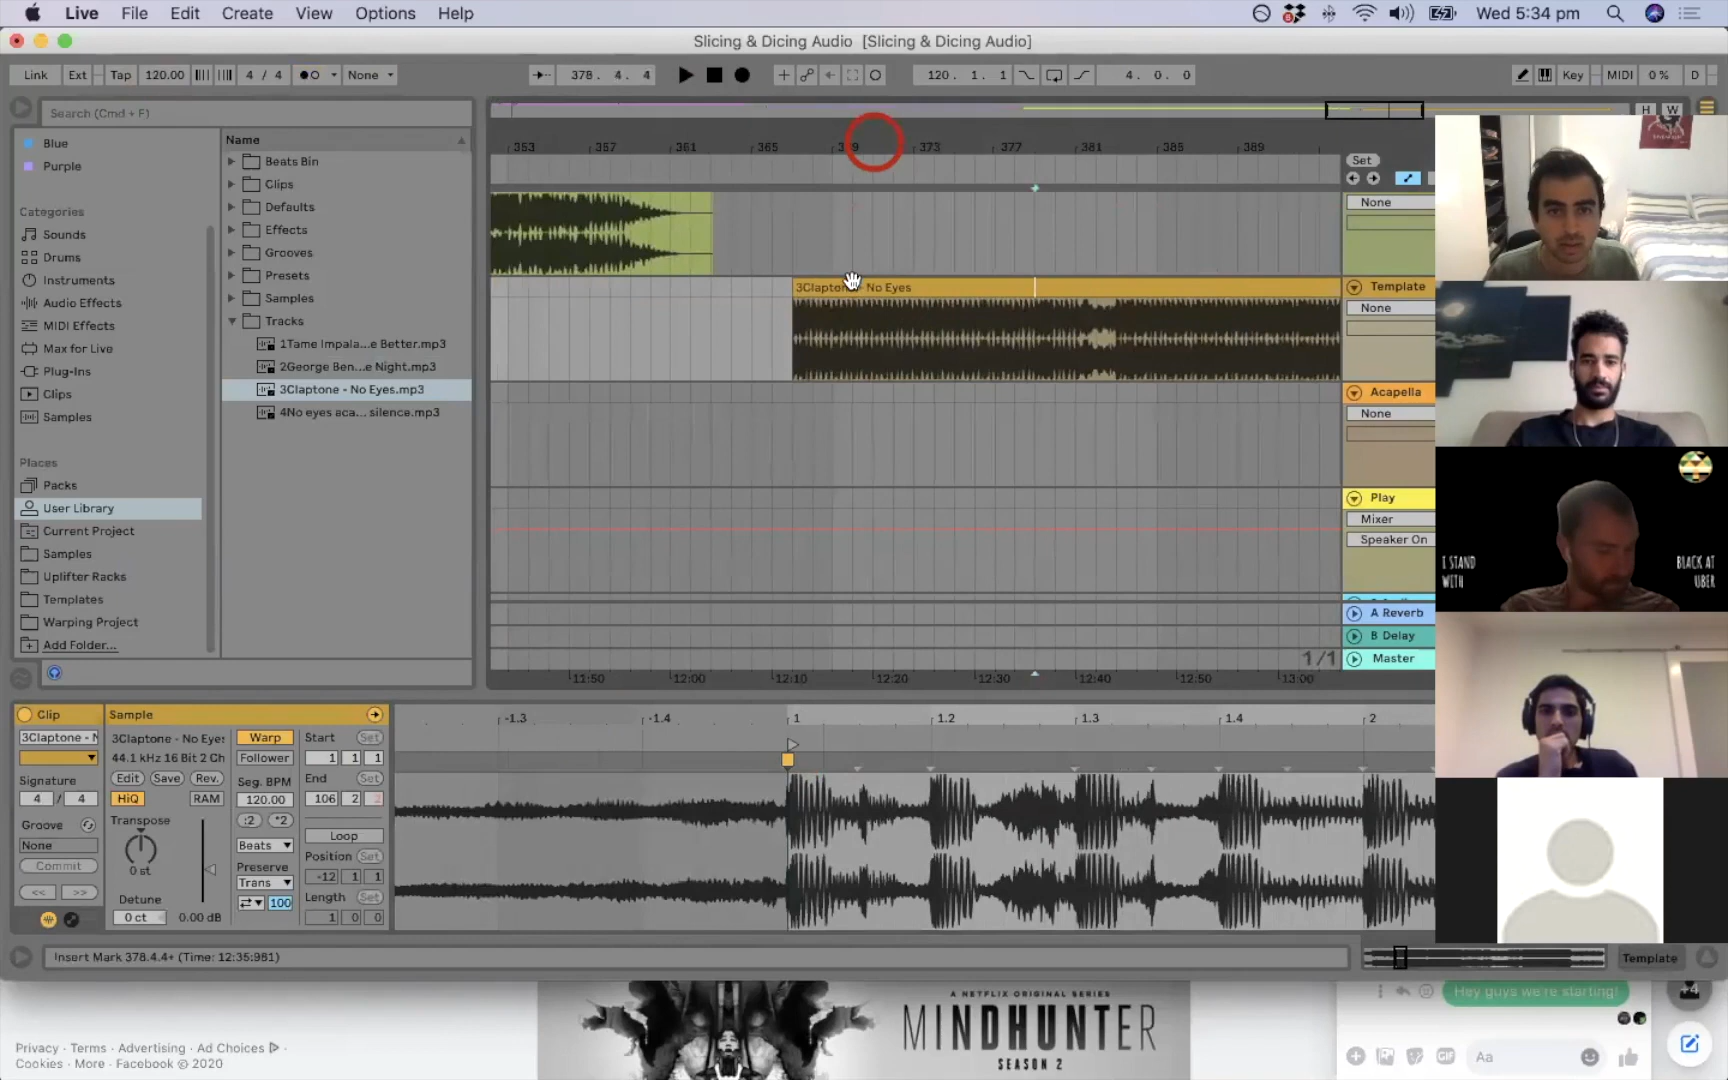 Live File Edit Create View Options Help
Wed 5:34 pm
Slicing & Dicing Audio [Slicing & Dicing Audio]
Link Ext Tap 120.00 4 / 4 None 378. 4. 4 120. 1. 1 4. 0. 0 Key MIDI 0 % D
Search (Cmd + F)
H W
Blue
Purple
Categories
Sounds
Drums
Instruments
Audio Effects
MIDI Effects
Max for Live
Plug-Ins
Clips
Samples
Places
Packs
User Library
Current Project
Samples
Uplifter Racks
Templates
Warping Project
Add Folder...
Name
Beats Bin
Clips
Defaults
Effects
Grooves
Presets
Samples
Tracks
1Tame Impala...e Better.mp3
2George Ben...e Night.mp3
3Claptone - No Eyes.mp3
4No eyes aca... silence.mp3
353 357 361 365 369 373 377 381 385 389
Set
None
3Claptone - No Eyes
Template
None
Acapella
None
Play
Mixer
Speaker On
A Reverb
B Delay
1/1
Master
11:50 12:00 12:10 12:20 12:30 12:40 12:50 13:00
I STAND
WITH
BLACK AT
UBER
Clip
3Claptone - N
Signature
4 / 4
Groove
None
Commit
<< >>
Sample
3Claptone - No Eyes
44.1 kHz 16 Bit 2 Ch
Edit Save Rev.
HiQ RAM
Transpose
0 st
Detune
0 ct 0.00 dB
Warp
Follower
Seg. BPM
120.00
:2 *2
Beats
Preserve
Trans
100
Start Set
1 1 1
End Set
106 2 2
Loop
Position Set
-12 1 1
Length Set
1 0 0
-1.3 -1.4 1 1.2 1.3 1.4 2
Insert Mark 378.4.4+ (Time: 12:35:981)
Template
Privacy · Terms · Advertising · Ad Choices ·
Cookies · More · Facebook © 2020
A NETFLIX ORIGINAL SERIES
MINDHUNTER
SEASON 2
Hey guys we're starting!
+4
GIF
Aa